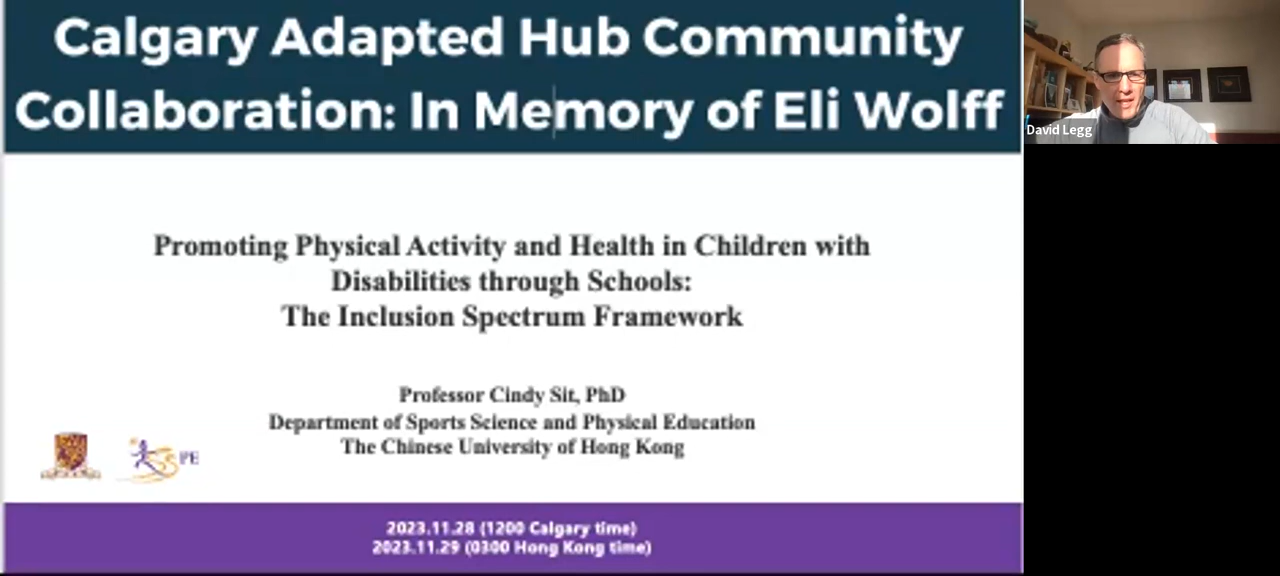 Calgary Adapted Hub Community
Collaboration: In Memory of Eli Wolff
David Legg
Promoting Physical Activity and Health in Children with
Disabilities through Schools:
The Inclusion Spectrum Framework
Professor Cindy Sit, PhD
Department of Sports Science and Physical Education
The Chinese University of Hong Kong
PE
2023.11.28 (1200 Calgary time)
2023.11.29 (0300 Hong Kong time)